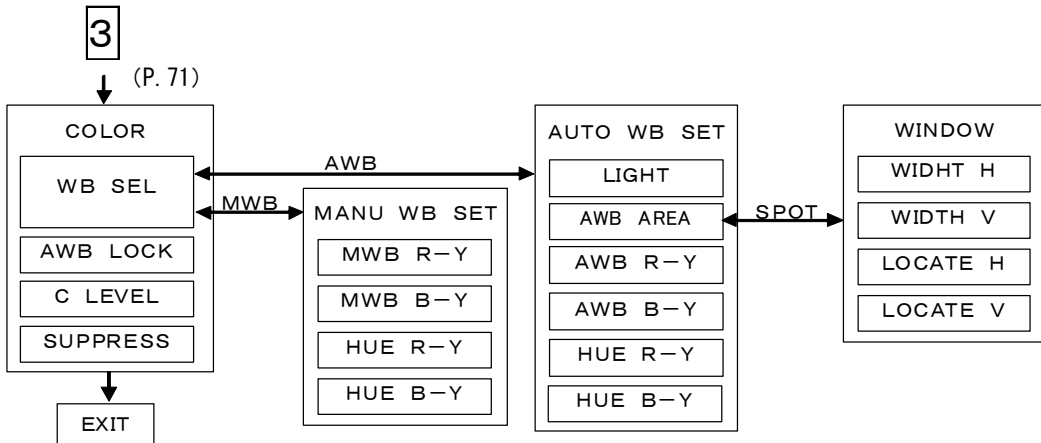 3
(P. 71)
COLOR
WB SEL
AWB LOCK
C LEVEL
SUPPRESS
EXIT
AWB
MWB
MANU WB SET
MWB R−Y
MWB B−Y
HUE R−Y
HUE B−Y
AUTO WB SET
LIGHT
AWB AREA
AWB R−Y
AWB B−Y
HUE R−Y
HUE B−Y
SPOT
WINDOW
WIDHT H
WIDTH V
LOCATE H
LOCATE V